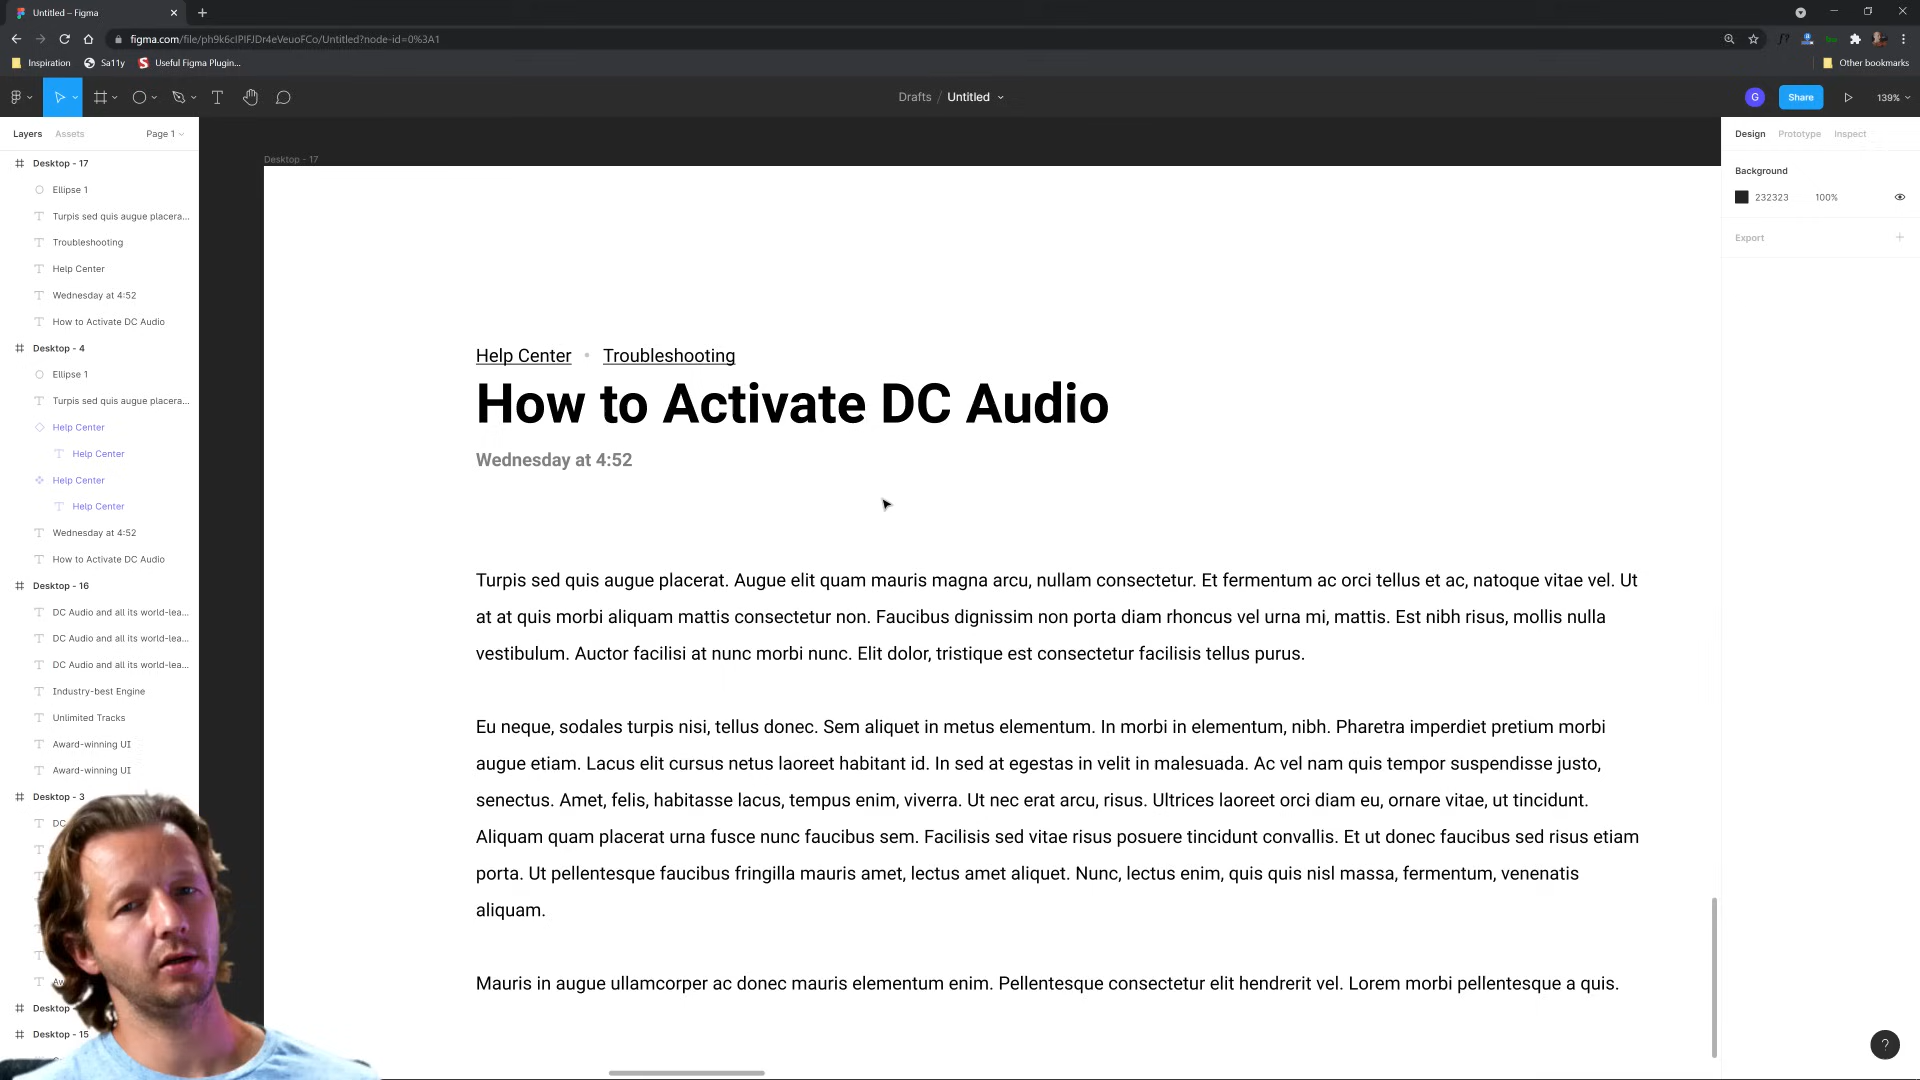 Untitled – Figma
figma.com/file/ph9k6cIPIFJDr4eVeuoFCo/Untitled?node-id=0%3A1
Inspiration
Sa11y
Useful Figma Plugin...
Other bookmarks
Drafts / Untitled
G
Share
139%
Layers
Assets
Page 1
Design
Prototype
Inspect
Desktop - 17
Ellipse 1
Turpis sed quis augue placera...
Troubleshooting
Help Center
Wednesday at 4:52
How to Activate DC Audio
Desktop - 4
Ellipse 1
Turpis sed quis augue placera...
Help Center
Help Center
Help Center
Help Center
Wednesday at 4:52
How to Activate DC Audio
Desktop - 16
DC Audio and all its world-lea...
DC Audio and all its world-lea...
DC Audio and all its world-lea...
Industry-best Engine
Unlimited Tracks
Award-winning UI
Award-winning UI
Desktop - 3
DC
Desktop -
Desktop - 15
Desktop - 17
Help Center • Troubleshooting
How to Activate DC Audio
Wednesday at 4:52
Turpis sed quis augue placerat. Augue elit quam mauris magna arcu, nullam consectetur. Et fermentum ac orci tellus et ac, natoque vitae vel. Ut
at at quis morbi aliquam mattis consectetur non. Faucibus dignissim non porta diam rhoncus vel urna mi, mattis. Est nibh risus, mollis nulla
vestibulum. Auctor facilisi at nunc morbi nunc. Elit dolor, tristique est consectetur facilisis tellus purus.
Eu neque, sodales turpis nisi, tellus donec. Sem aliquet in metus elementum. In morbi in elementum, nibh. Pharetra imperdiet pretium morbi
augue etiam. Lacus elit cursus netus laoreet habitant id. In sed at egestas in velit in malesuada. Ac vel nam quis tempor suspendisse justo,
senectus. Amet, felis, habitasse lacus, tempus enim, viverra. Ut nec erat arcu, risus. Ultrices laoreet orci diam eu, ornare vitae, ut tincidunt.
Aliquam quam placerat urna fusce nunc faucibus sem. Facilisis sed vitae risus posuere tincidunt convallis. Et ut donec faucibus sed risus etiam
porta. Ut pellentesque faucibus fringilla mauris amet, lectus amet aliquet. Nunc, lectus enim, quis quis nisl massa, fermentum, venenatis
aliquam.
Mauris in augue ullamcorper ac donec mauris elementum enim. Pellentesque consectetur elit hendrerit vel. Lorem morbi pellentesque a quis.
Background
232323
100%
Export
?